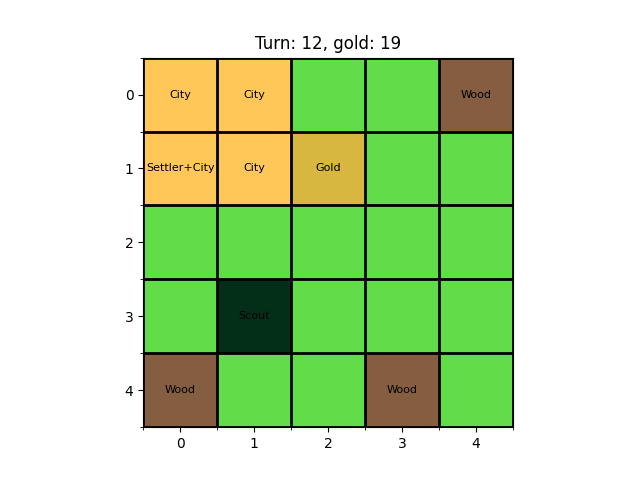 Turn: 12, gold: 19
0 City City Wood
1 Settler+City City Gold
2
3 Scout
4 Wood Wood
0 1 2 3 4